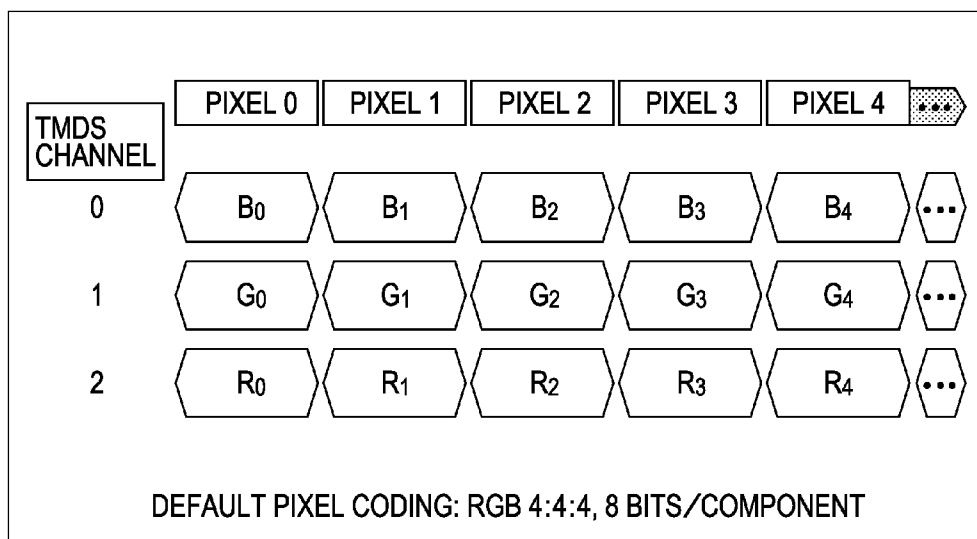 PIXEL 0 PIXEL 1 PIXEL 2 PIXEL 3 PIXEL 4 •••
TMDS
CHANNEL
0 B0 B1 B2 B3 B4 •••
1 G0 G1 G2 G3 G4 •••
2 R0 R1 R2 R3 R4 •••
DEFAULT PIXEL CODING: RGB 4:4:4, 8 BITS/COMPONENT